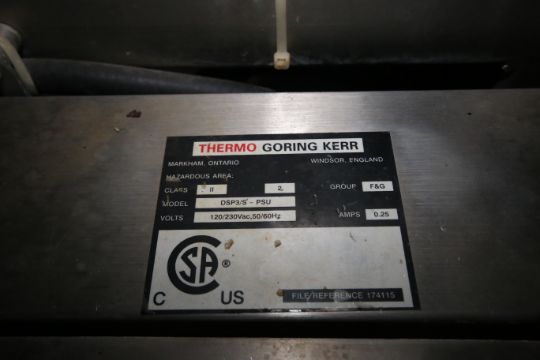 THERMO GORING KERR
MARKHAM, ONTARIO WINDSOR, ENGLAND
HAZARDOUS AREA:
CLASS II 2, GROUP F&G
MODEL DSP3/S - PSU
VOLTS 120/230Vac,50/60Hz AMPS 0.25
CSA ®
C US
FILE REFERENCE 174115